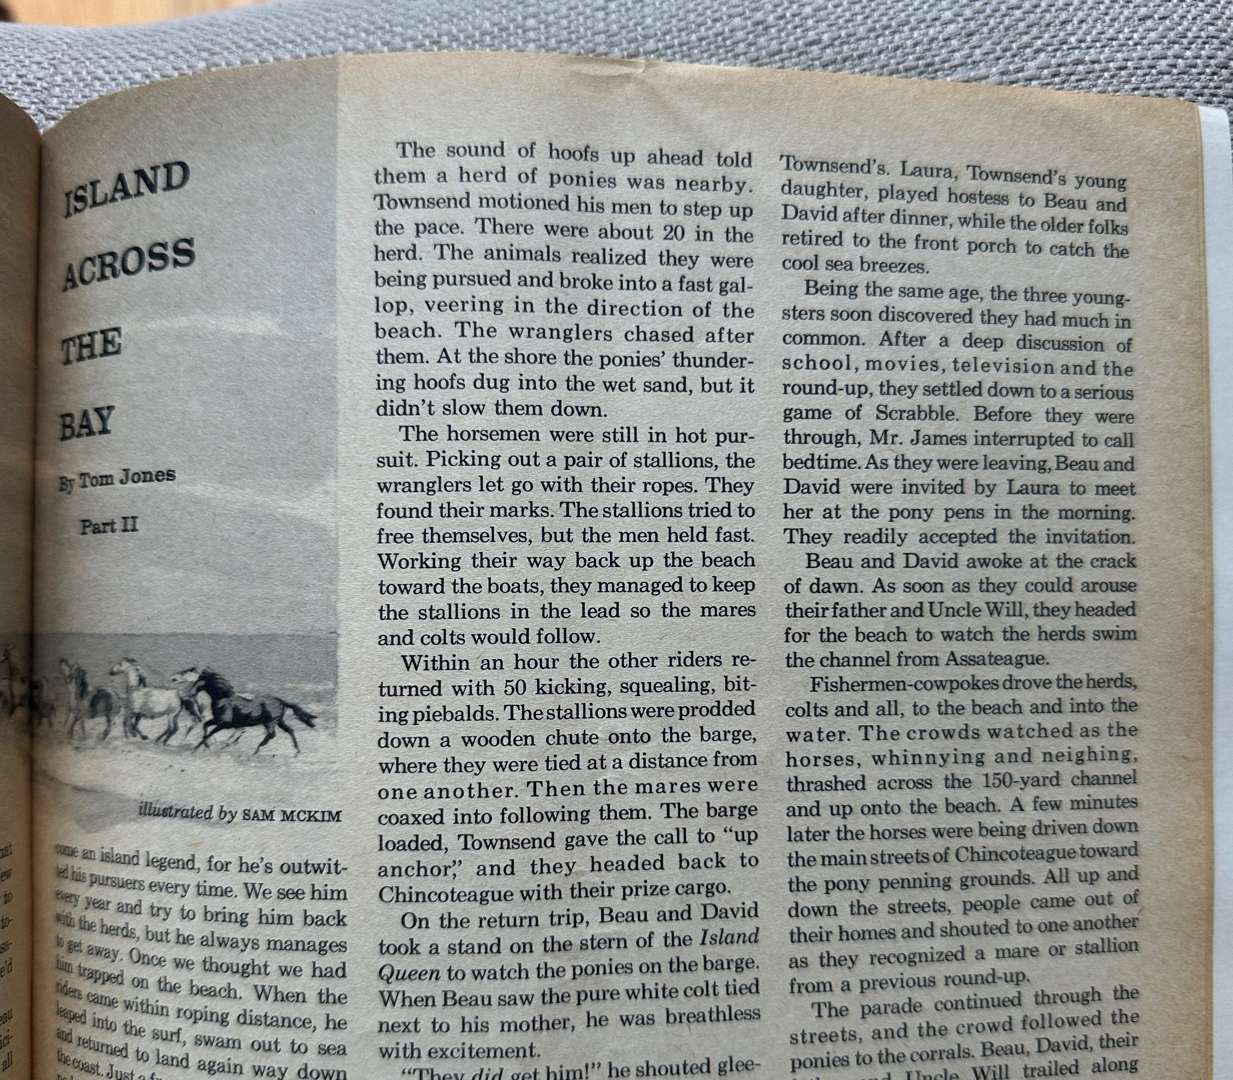 ISLAND
ACROSS
THE
BAY
By Tom Jones
Part II
illustrated by SAM MCKIM
come an island legend, for he's outwit-
ted his pursuers every time. We see him
every year and try to bring him back
with the herds, but he always manages
to get away. Once we thought we had
him trapped on the beach. When the
riders came within roping distance, he
leaped into the surf, swam out to sea
and returned to land again way down
the coast. Just a
The sound of hoofs up ahead told
them a herd of ponies was nearby.
Townsend motioned his men to step up
the pace. There were about 20 in the
herd. The animals realized they were
being pursued and broke into a fast gal-
lop, veering in the direction of the
beach. The wranglers chased after
them. At the shore the ponies' thunder-
ing hoofs dug into the wet sand, but it
didn't slow them down.
The horsemen were still in hot pur-
suit. Picking out a pair of stallions, the
wranglers let go with their ropes. They
found their marks. The stallions tried to
free themselves, but the men held fast.
Working their way back up the beach
toward the boats, they managed to keep
the stallions in the lead so the mares
and colts would follow.
Within an hour the other riders re-
turned with 50 kicking, squealing, bit-
ing piebalds. The stallions were prodded
down a wooden chute onto the barge,
where they were tied at a distance from
one another. Then the mares were
coaxed into following them. The barge
loaded, Townsend gave the call to "up
anchor," and they headed back to
Chincoteague with their prize cargo.
On the return trip, Beau and David
took a stand on the stern of the Island
Queen to watch the ponies on the barge.
When Beau saw the pure white colt tied
next to his mother, he was breathless
with excitement.
"They did get him!" he shouted glee-
Townsend's. Laura, Townsend's young
daughter, played hostess to Beau and
David after dinner, while the older folks
retired to the front porch to catch the
cool sea breezes.
Being the same age, the three young-
sters soon discovered they had much in
common. After a deep discussion of
school, movies, television and the
round-up, they settled down to a serious
game of Scrabble. Before they were
through, Mr. James interrupted to call
bedtime. As they were leaving, Beau and
David were invited by Laura to meet
her at the pony pens in the morning.
They readily accepted the invitation.
Beau and David awoke at the crack
of dawn. As soon as they could arouse
their father and Uncle Will, they headed
for the beach to watch the herds swim
the channel from Assateague.
Fishermen-cowpokes drove the herds,
colts and all, to the beach and into the
water. The crowds watched as the
horses, whinnying and neighing,
thrashed across the 150-yard channel
and up onto the beach. A few minutes
later the horses were being driven down
the main streets of Chincoteague toward
the pony penning grounds. All up and
down the streets, people came out of
their homes and shouted to one another
as they recognized a mare or stallion
from a previous round-up.
The parade continued through the
streets, and the crowd followed the
ponies to the corrals. Beau, David, their
Uncle Will trailed along